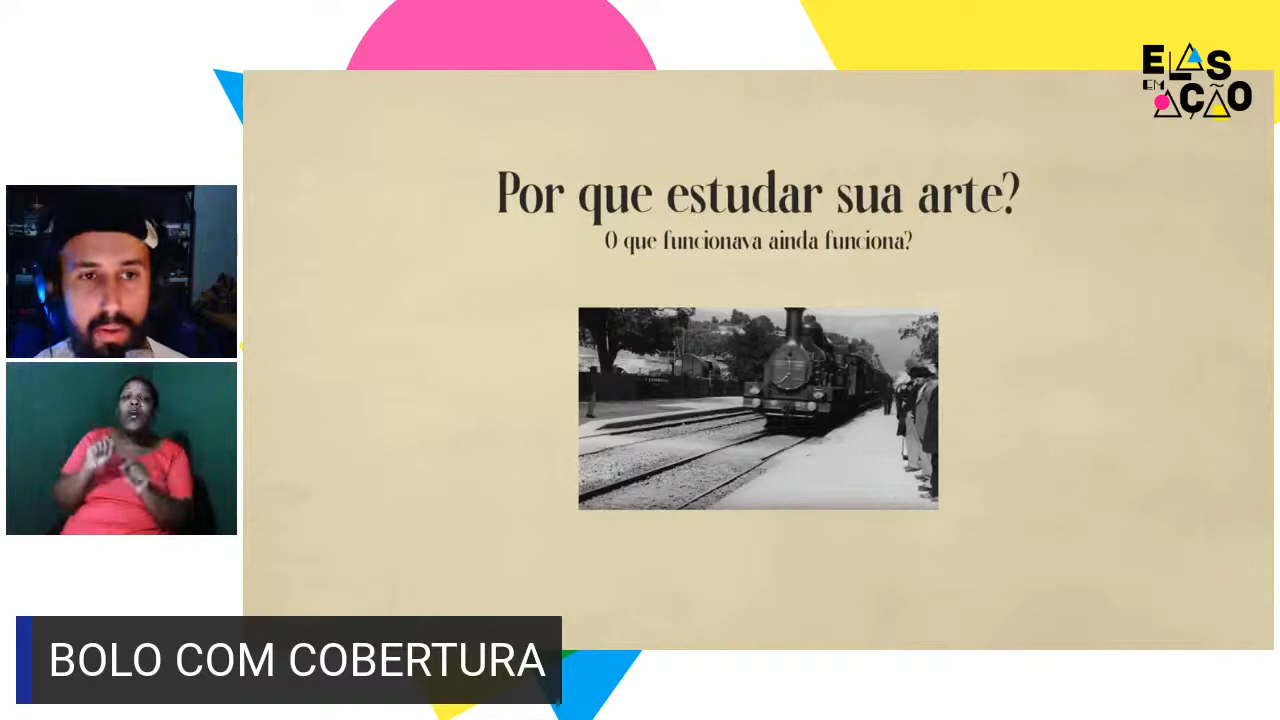 ELAS
EM
AÇÃO
Por que estudar sua arte?
O que funcionava ainda funciona?
BOLO COM COBERTURA